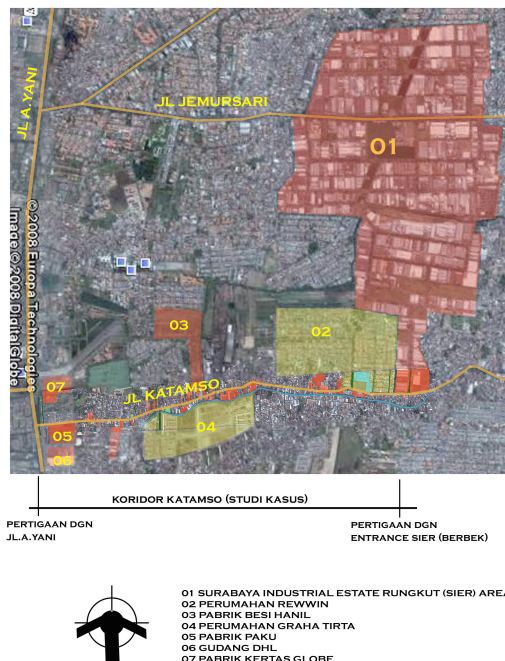 JL A.YANI
JL JEMURSARI
01
© 2008 Europa Technologies
Image © 2008 DigitalGlobe
03
02
07
JL KATAMSO
04
05
06
KORIDOR KATAMSO (STUDI KASUS)
PERTIGAAN DGN
JL.A.YANI
PERTIGAAN DGN
ENTRANCE SIER (BERBEK)
01 SURABAYA INDUSTRIAL ESTATE RUNGKUT (SIER) AREA
02 PERUMAHAN REWWIN
03 PABRIK BESI HANIL
04 PERUMAHAN GRAHA TIRTA
05 PABRIK PAKU
06 GUDANG DHL
07 PABRIK KERTAS GLOBE